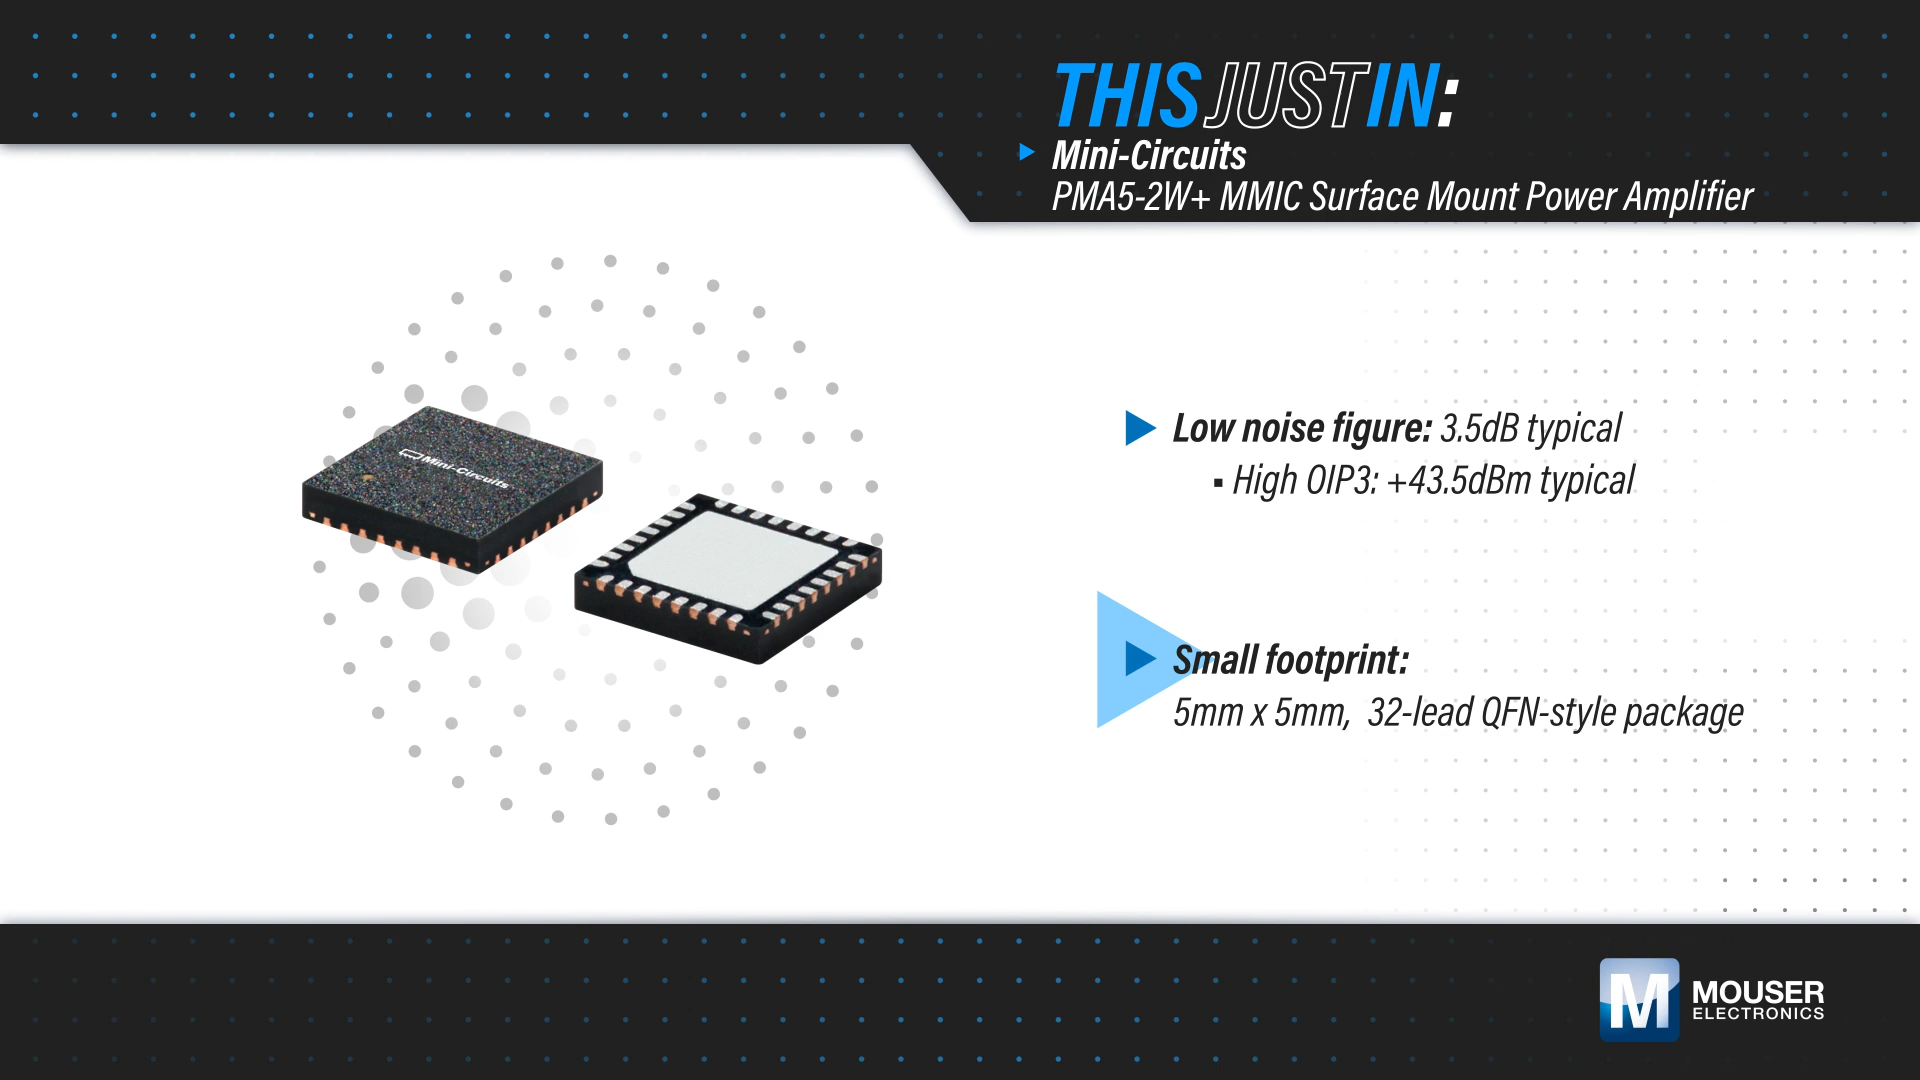 THIS JUST IN:
Mini-Circuits
PMA5-2W+ MMIC Surface Mount Power Amplifier
Mini-Circuits
Low noise figure: 3.5dB typical
▪ High OIP3: +43.5dBm typical
Small footprint:
5mm x 5mm, 32-lead QFN-style package
M
MOUSER
ELECTRONICS